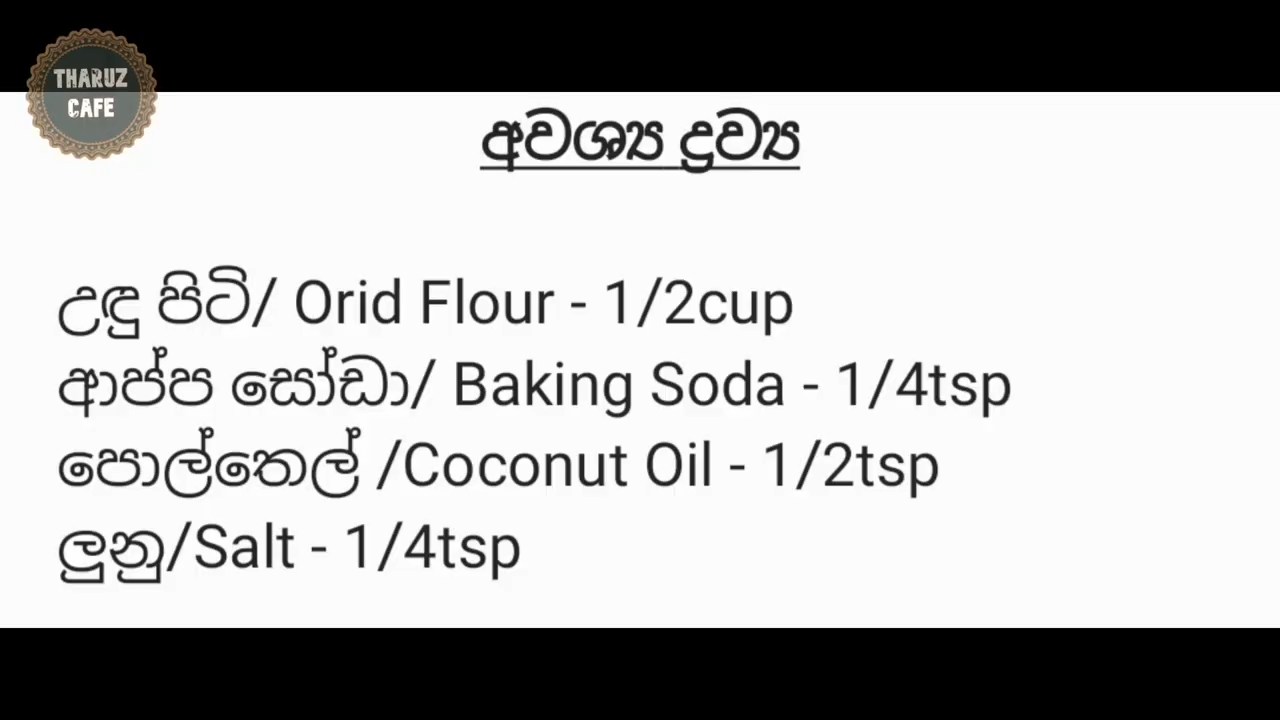 THARUZ
CAFE
අවශ්‍ය ද්‍රව්‍ය
උඳු පිටි/ Orid Flour - 1/2cup
ආප්ප සෝඩා/ Baking Soda - 1/4tsp
පොල්තෙල් /Coconut Oil - 1/2tsp
ලුනු/Salt - 1/4tsp